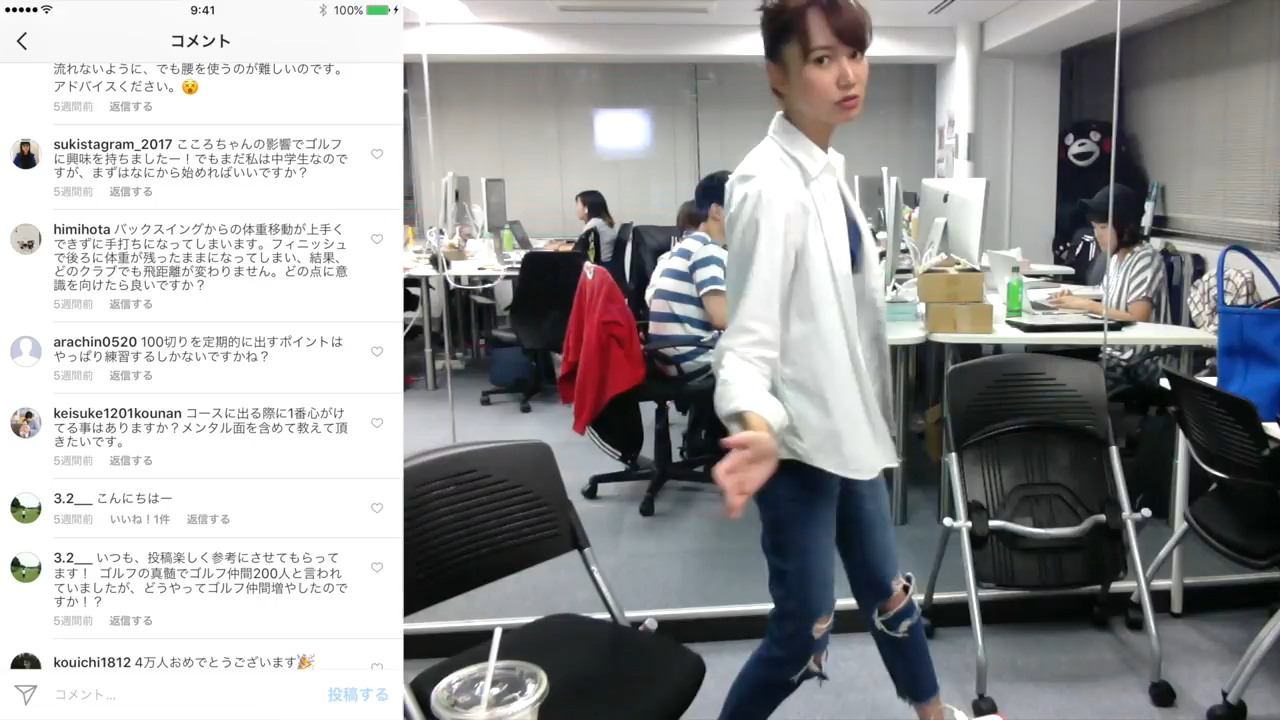 9:41
100%
コメント
流れないように、でも腰を使うのが難しいのです。
アドバイスください。😵
5週間前 返信する
sukistagram_2017 こころちゃんの影響でゴルフ
に興味を持ちましたー！でもまだ私は中学生なので
すが、まずはなにから始めればいいですか？
5週間前 返信する
himihota バックスイングからの体重移動が上手く
できずに手打ちになってしまいます。フィニッシュ
で後ろに体重が残ったままになってしまい、結果、
どのクラブでも飛距離が変わりません。どの点に意
識を向けたら良いですか？
5週間前 返信する
arachin0520 100切りを定期的に出すポイントは
やっぱり練習するしかないですかね？
5週間前 返信する
keisuke1201kounan コースに出る際に1番心がけ
てる事はありますか？メンタル面を含めて教えて頂
きたいです。
5週間前 返信する
3.2___ こんにちはー
5週間前 いいね！1件 返信する
3.2___ いつも、投稿楽しく参考にさせてもらって
ます！ ゴルフの真髄でゴルフ仲間200人と言われ
ていましたが、どうやってゴルフ仲間増やしたので
すか！？
5週間前 返信する
kouichi1812 4万人おめでとうございます🎉
コメント...
投稿する